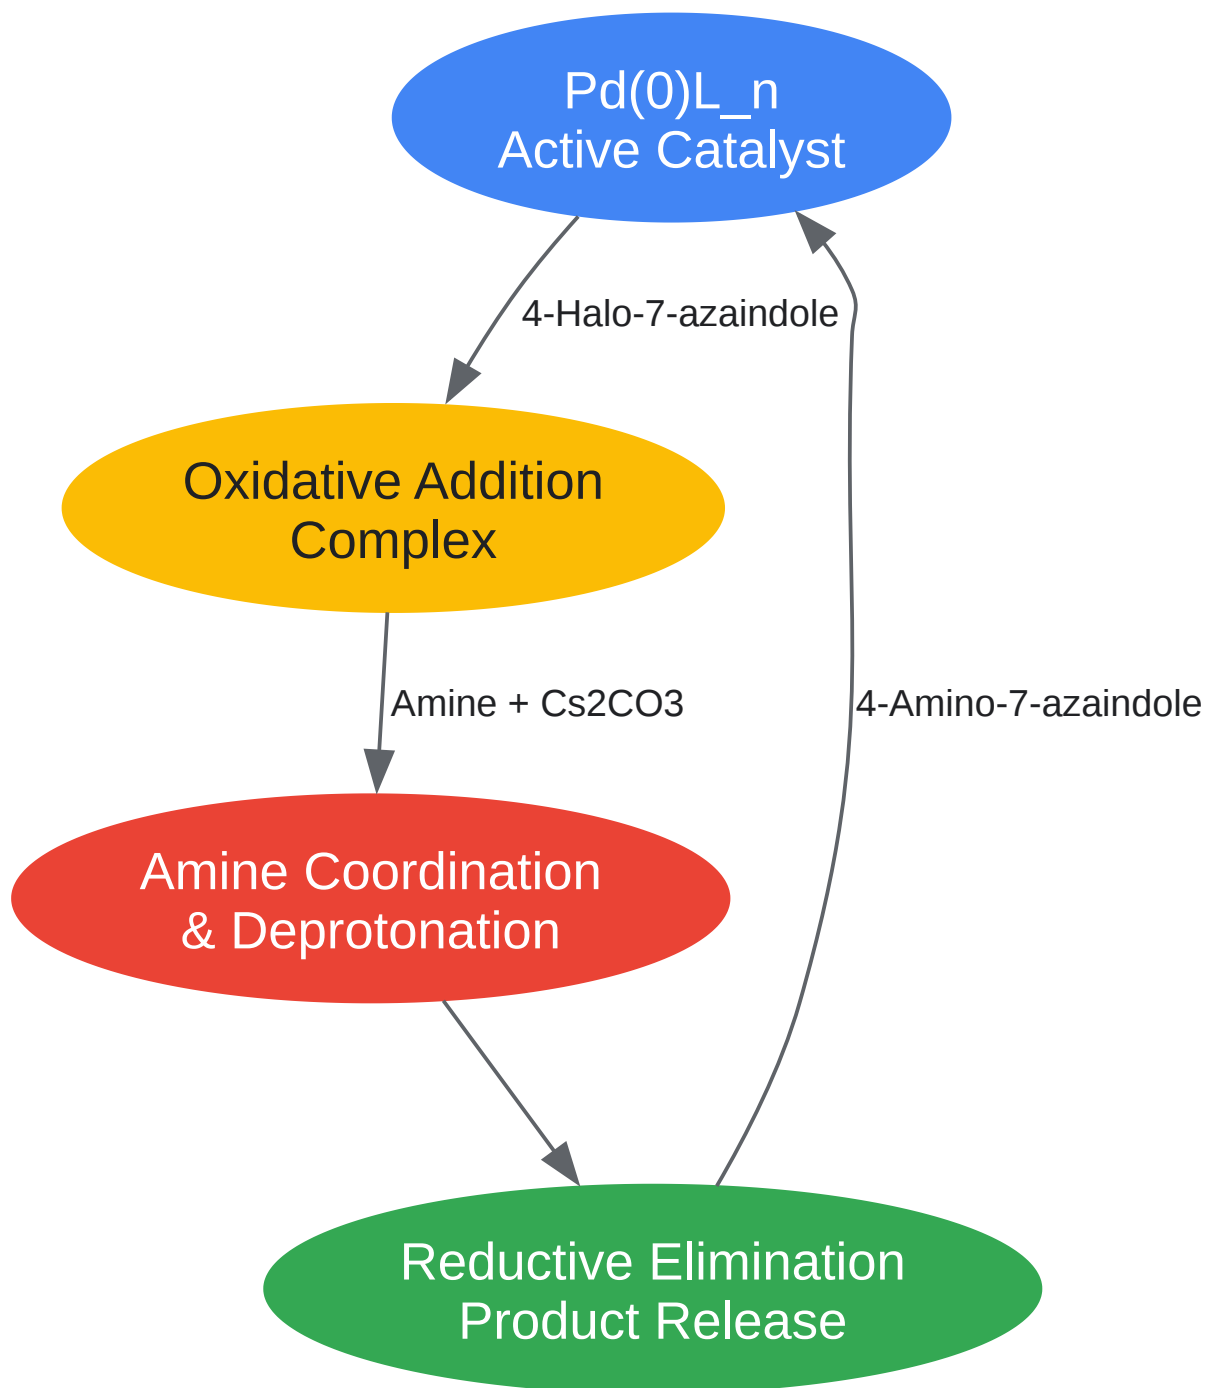 Pd(0)L_n
Active Catalyst
4-Halo-7-azaindole
Oxidative Addition
Complex
Amine + Cs2CO3
4-Amino-7-azaindole
Amine Coordination
& Deprotonation
Reductive Elimination
Product Release